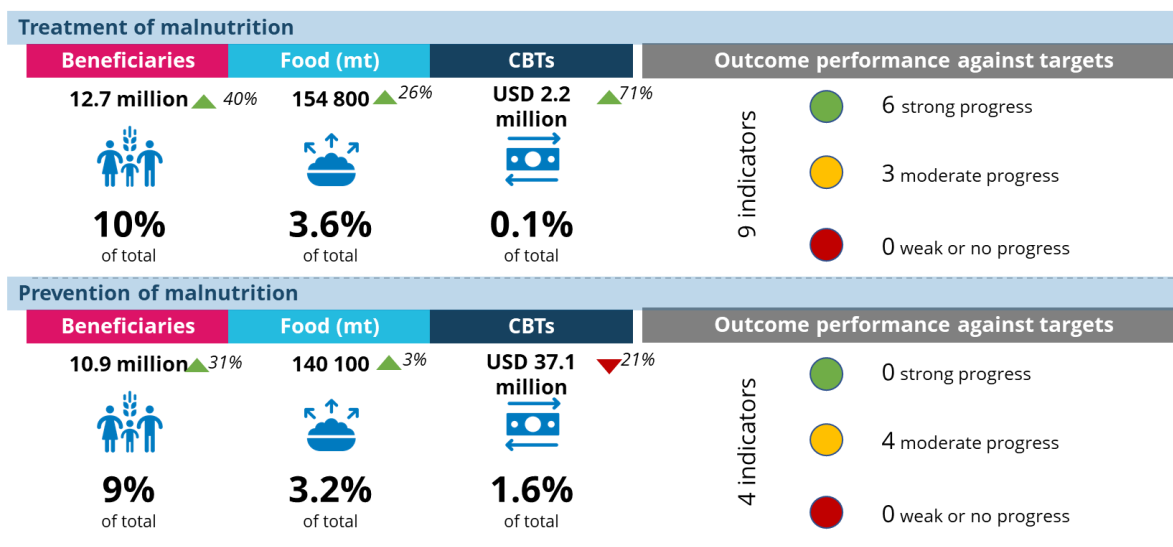 Treatment of malnutrition
Beneficiaries Food (mt) CBTs Outcome performance against targets
12.7 million 40% 154 800 26% USD 2.2 million 71%
9 indicators
6 strong progress
3 moderate progress
0 weak or no progress
10% 3.6% 0.1%
of total of total of total
Prevention of malnutrition
Beneficiaries Food (mt) CBTs Outcome performance against targets
10.9 million 31% 140 100 3% USD 37.1 million 21%
4 indicators
0 strong progress
4 moderate progress
0 weak or no progress
9% 3.2% 1.6%
of total of total of total